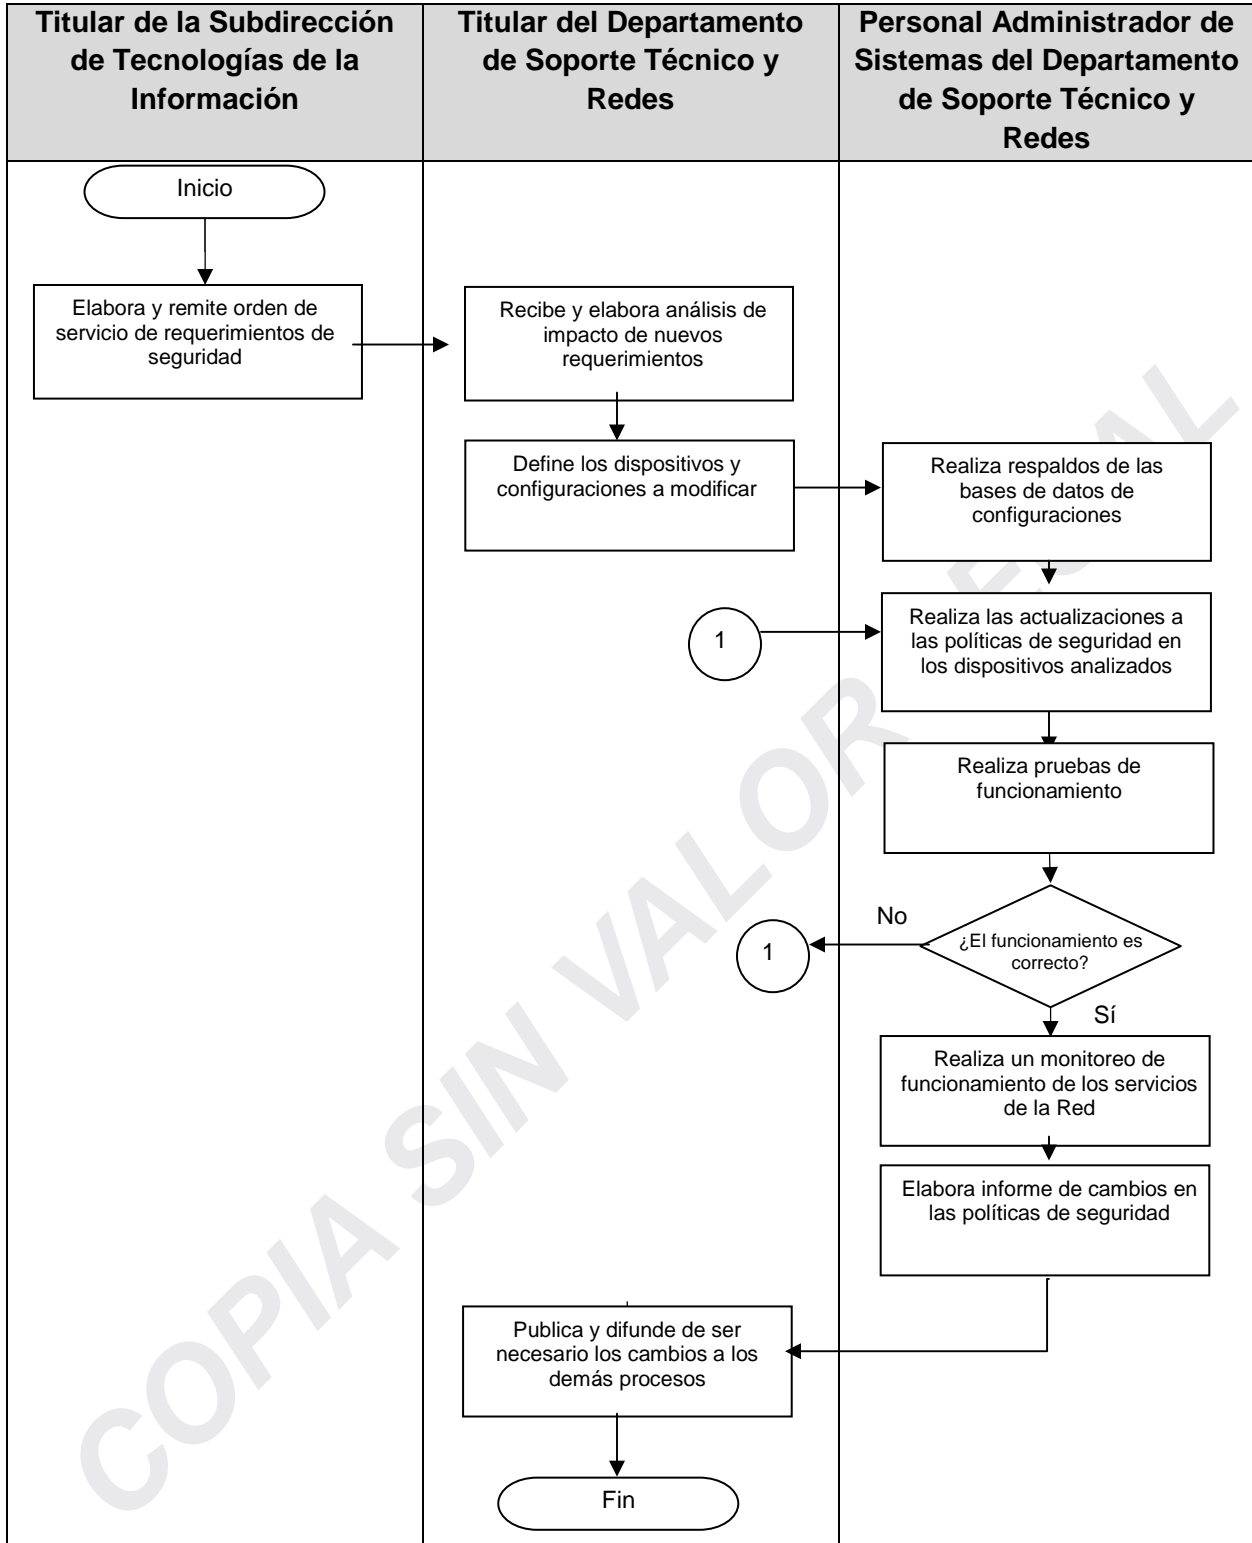 Titular de la Subdirección
de Tecnologías de la
Información
Titular del Departamento
de Soporte Técnico y
Redes
Personal Administrador de
Sistemas del Departamento
de Soporte Técnico y
Redes
Inicio
Elabora y remite orden de
servicio de requerimientos de
seguridad
Recibe y elabora análisis de
impacto de nuevos
requerimientos
Define los dispositivos y
configuraciones a modificar
Realiza respaldos de las
bases de datos de
configuraciones
1
Realiza las actualizaciones a
las políticas de seguridad en
los dispositivos analizados
Realiza pruebas de
funcionamiento
¿El funcionamiento es
correcto?
No
1
Sí
Realiza un monitoreo de
funcionamiento de los servicios
de la Red
Elabora informe de cambios en
las políticas de seguridad
Publica y difunde de ser
necesario los cambios a los
demás procesos
Fin
COPIA SIN VALOR LEGAL